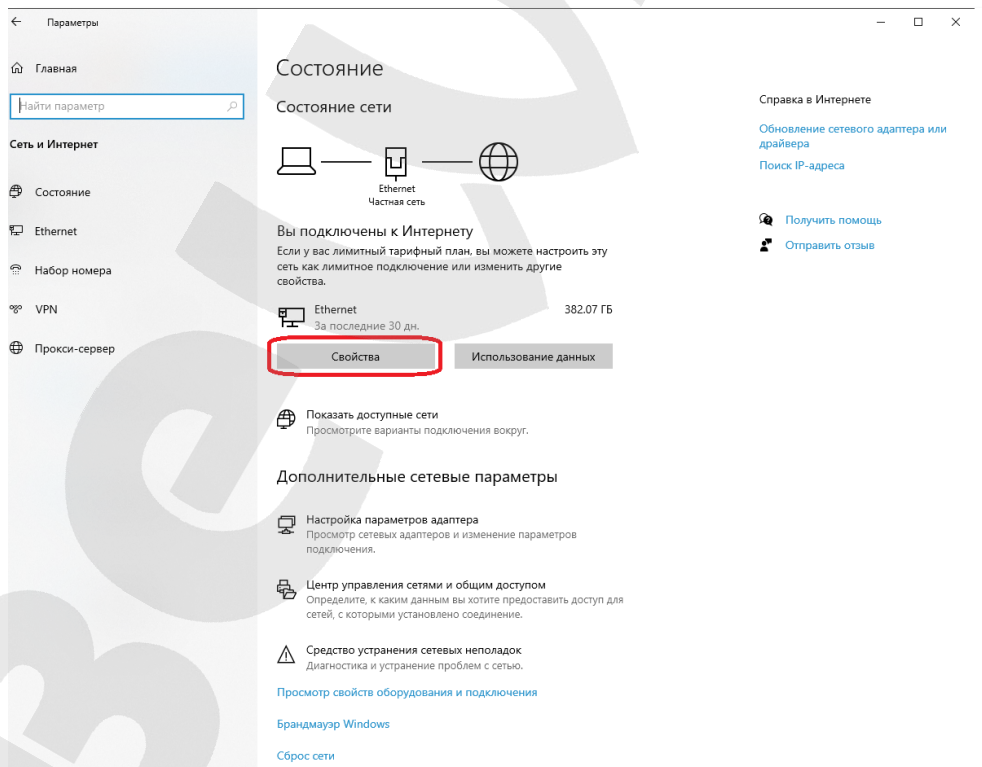 Параметры
Главная
Найти параметр
Сеть и Интернет
Состояние
Ethernet
Набор номера
VPN
Прокси-сервер
Состояние
Состояние сети
Ethernet
Частная сеть
Вы подключены к Интернету
Если у вас лимитный тарифный план, вы можете настроить эту
сеть как лимитное подключение или изменить другие
свойства.
Ethernet 382.07 ГБ
За последние 30 дн.
Свойства Использование данных
Показать доступные сети
Просмотрите варианты подключения вокруг.
Дополнительные сетевые параметры
Настройка параметров адаптера
Просмотр сетевых адаптеров и изменение параметров
подключения.
Центр управления сетями и общим доступом
Определите, к каким данным вы хотите предоставить доступ для
сетей, с которыми установлено соединение.
Средство устранения сетевых неполадок
Диагностика и устранение проблем с сетью.
Просмотр свойств оборудования и подключения
Брандмауэр Windows
Сброс сети
Справка в Интернете
Обновление сетевого адаптера или
драйвера
Поиск IP-адреса
Получить помощь
Отправить отзыв